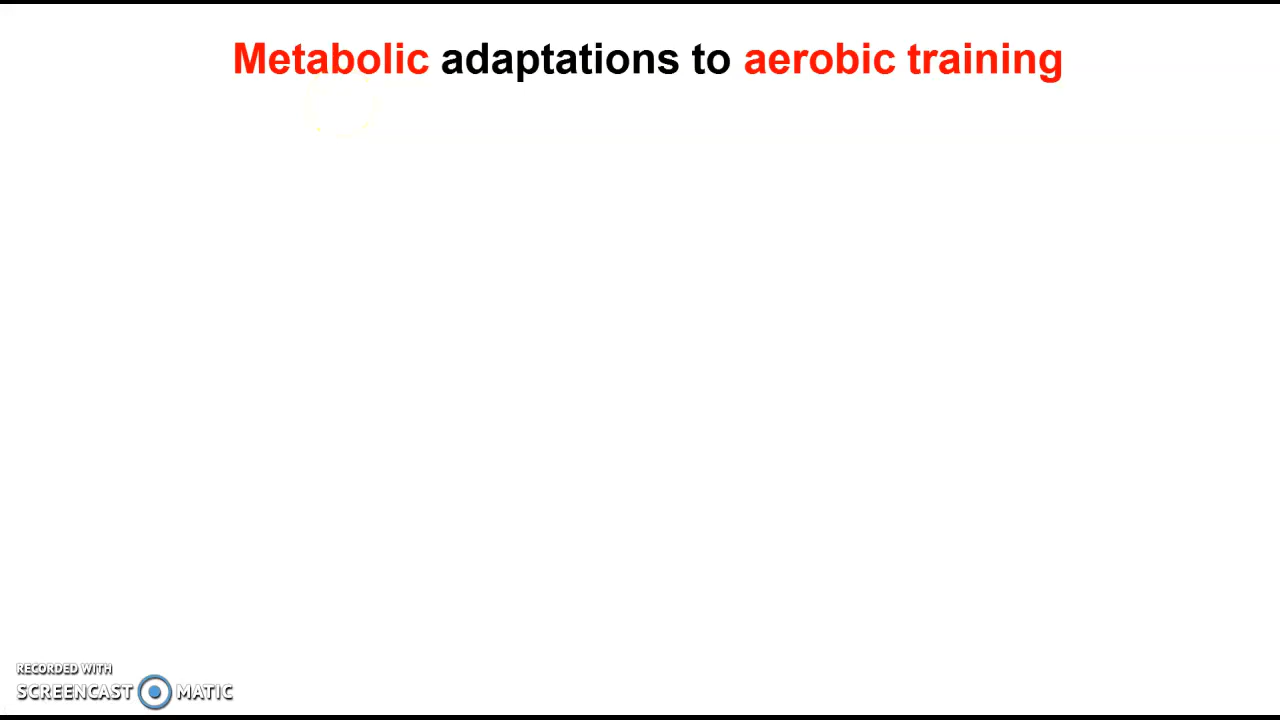 Metabolic adaptations to aerobic training
RECORDED WITH
SCREENCAST MATIC